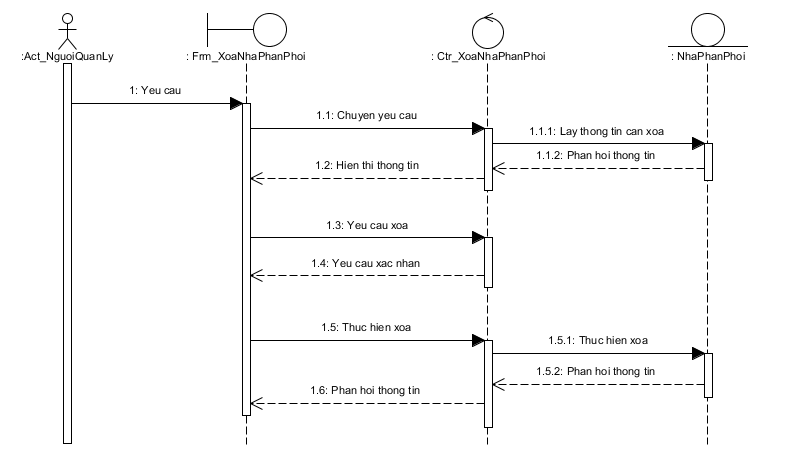 :Act_NguoiQuanLy
: Frm_XoaNhaPhanPhoi
: Ctr_XoaNhaPhanPhoi
: NhaPhanPhoi
1: Yeu cau
1.1: Chuyen yeu cau
1.1.1: Lay thong tin can xoa
1.1.2: Phan hoi thong tin
1.2: Hien thi thong tin
1.3: Yeu cau xoa
1.4: Yeu cau xac nhan
1.5: Thuc hien xoa
1.5.1: Thuc hien xoa
1.5.2: Phan hoi thong tin
1.6: Phan hoi thong tin